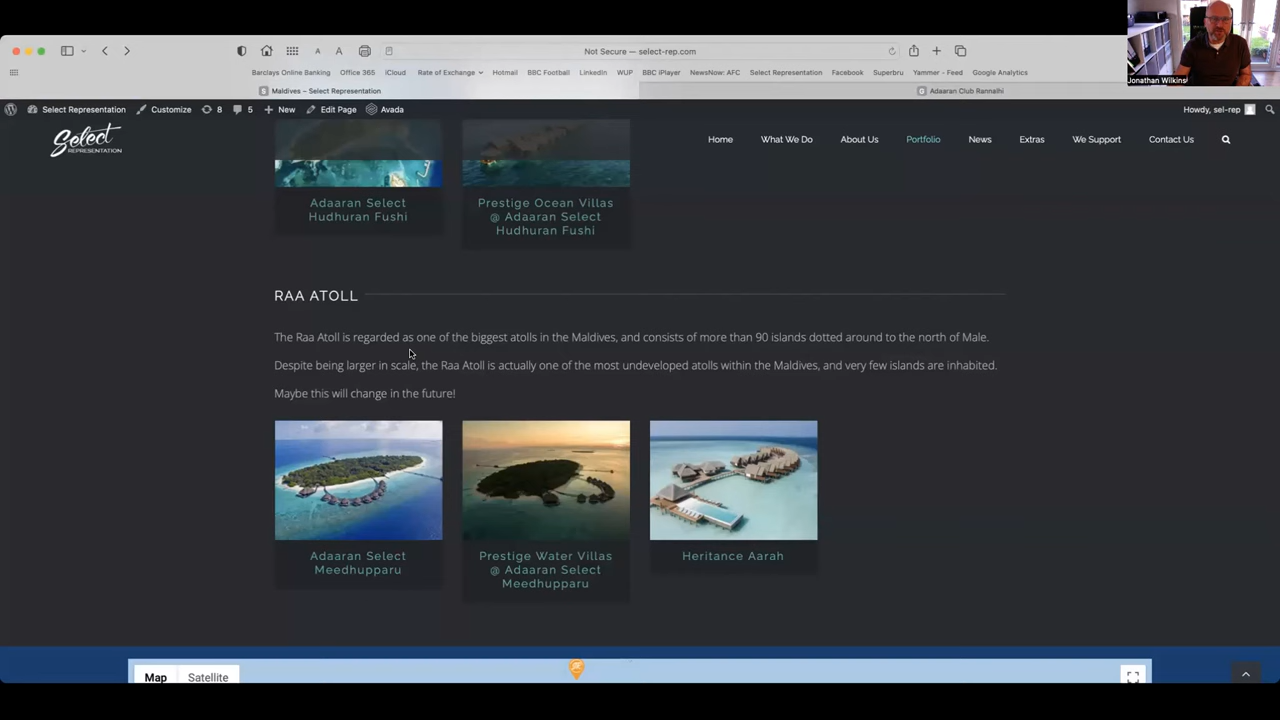 Jonathan Wilkins
Not Secure — select-rep.com
Barclays Online Banking Office 365 iCloud Rate of Exchange Hotmail BBC Football LinkedIn WUP BBC iPlayer NewsNow: AFC Select Representation Facebook Superbru Yammer - Feed Google Analytics
Maldives – Select Representation Adaaran Club Rannalhi
Select Representation Customize 8 5 New Edit Page Avada Howdy, sel-rep
Select
REPRESENTATION
Home What We Do About Us Portfolio News Extras We Support Contact Us
Adaaran Select
Hudhuran Fushi
Prestige Ocean Villas
@ Adaaran Select
Hudhuran Fushi
RAA ATOLL
The Raa Atoll is regarded as one of the biggest atolls in the Maldives, and consists of more than 90 islands dotted around to the north of Male.
Despite being larger in scale, the Raa Atoll is actually one of the most undeveloped atolls within the Maldives, and very few islands are inhabited.
Maybe this will change in the future!
Adaaran Select
Meedhupparu
Prestige Water Villas
@ Adaaran Select
Meedhupparu
Heritance Aarah
Map Satellite